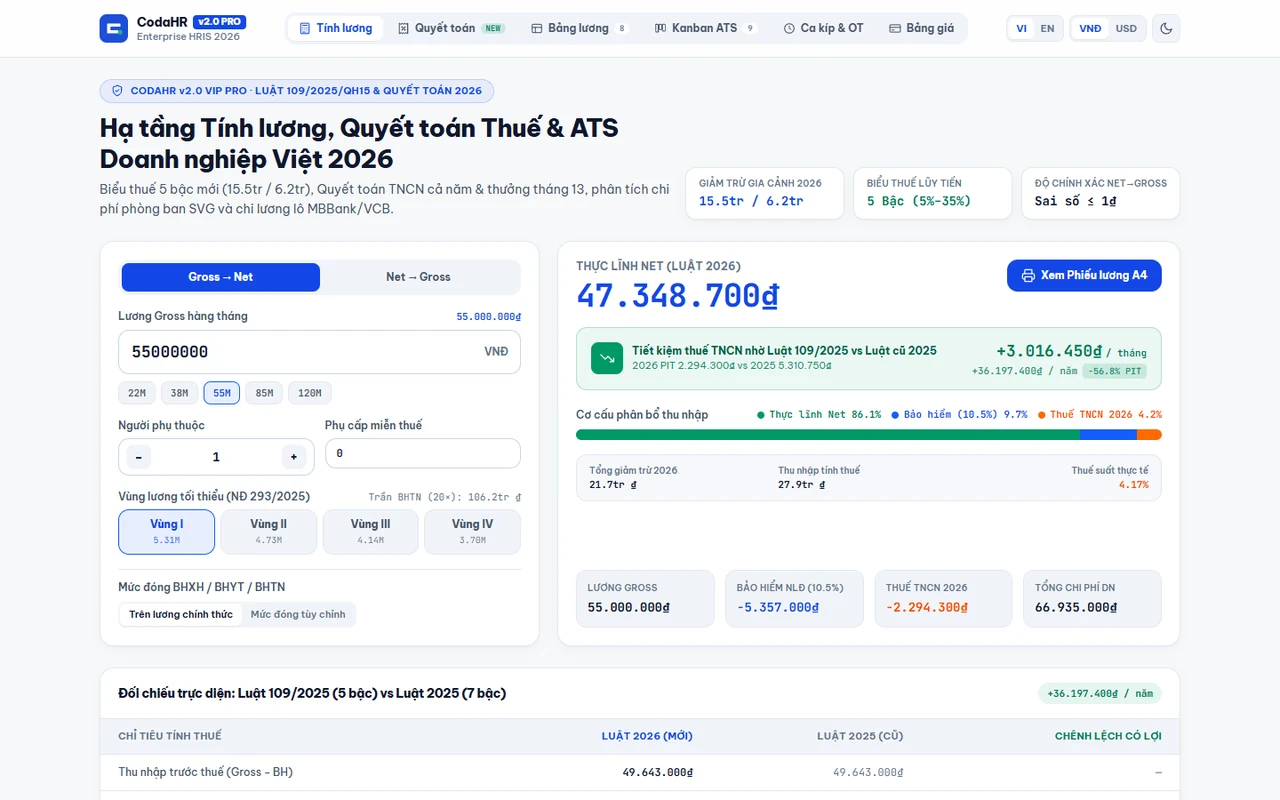 CodaHR v2.0 PRO
Enterprise HRIS 2026
Tính lương
Quyết toán NEW
Bảng lương 8
Kanban ATS 9
Ca kíp & OT
Bảng giá
VI EN
VNĐ USD
CODAHR v2.0 VIP PRO · LUẬT 109/2025/QH15 & QUYẾT TOÁN 2026
Hạ tầng Tính lương, Quyết toán Thuế & ATS
Doanh nghiệp Việt 2026
Biểu thuế 5 bậc mới (15.5tr / 6.2tr), Quyết toán TNCN cả năm & thưởng tháng 13, phân tích chi
phí phòng ban SVG và chi lương lô MBBank/VCB.
GIẢM TRỪ GIA CẢNH 2026
15.5tr / 6.2tr
BIỂU THUẾ LŨY TIẾN
5 Bậc (5%–35%)
ĐỘ CHÍNH XÁC NET→GROSS
Sai số ≤ 1₫
Gross → Net
Net → Gross
Lương Gross hàng tháng
55.000.000₫
55000000
VNĐ
22M
38M
55M
85M
120M
Người phụ thuộc
Phụ cấp miễn thuế
− 1 +
0
Vùng lương tối thiểu (NĐ 293/2025)
Trần BHTN (20×): 106.2tr ₫
Vùng I
5.31M
Vùng II
4.73M
Vùng III
4.14M
Vùng IV
3.70M
Mức đóng BHXH / BHYT / BHTN
Trên lương chính thức
Mức đóng tùy chỉnh
THỰC LĨNH NET (LUẬT 2026)
47.348.700₫
Xem Phiếu lương A4
Tiết kiệm thuế TNCN nhờ Luật 109/2025 vs Luật cũ 2025
2026 PIT 2.294.300₫ vs 2025 5.310.750₫
+3.016.450₫ / tháng
+36.197.400₫ / năm -56.8% PIT
Cơ cấu phân bổ thu nhập
Thực lĩnh Net 86.1%
Bảo hiểm (10.5%) 9.7%
Thuế TNCN 2026 4.2%
Tổng giảm trừ 2026
21.7tr ₫
Thu nhập tính thuế
27.9tr ₫
Thuế suất thực tế
4.17%
LƯƠNG GROSS
55.000.000₫
BẢO HIỂM NLĐ (10.5%)
-5.357.000₫
THUẾ TNCN 2026
-2.294.300₫
TỔNG CHI PHÍ DN
66.935.000₫
Đối chiếu trực diện: Luật 109/2025 (5 bậc) vs Luật 2025 (7 bậc)
+36.197.400₫ / năm
CHỈ TIÊU TÍNH THUẾ
LUẬT 2026 (MỚI)
LUẬT 2025 (CŨ)
CHÊNH LỆCH CÓ LỢI
Thu nhập trước thuế (Gross – BH)
49.643.000₫
49.643.000₫
—